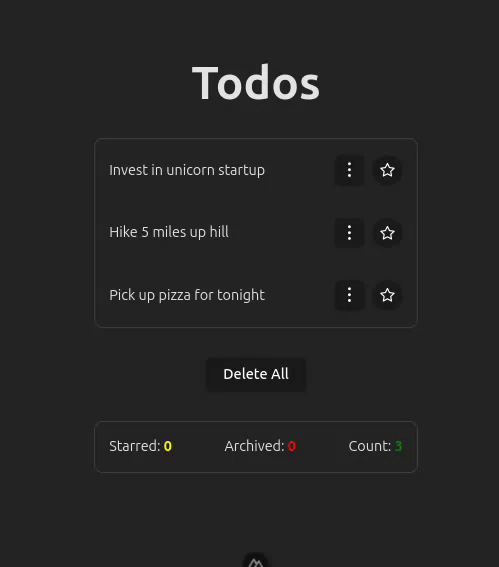 Todos
Invest in unicorn startup
Hike 5 miles up hill
Pick up pizza for tonight
Delete All
Starred: 0 Archived: 0 Count: 3